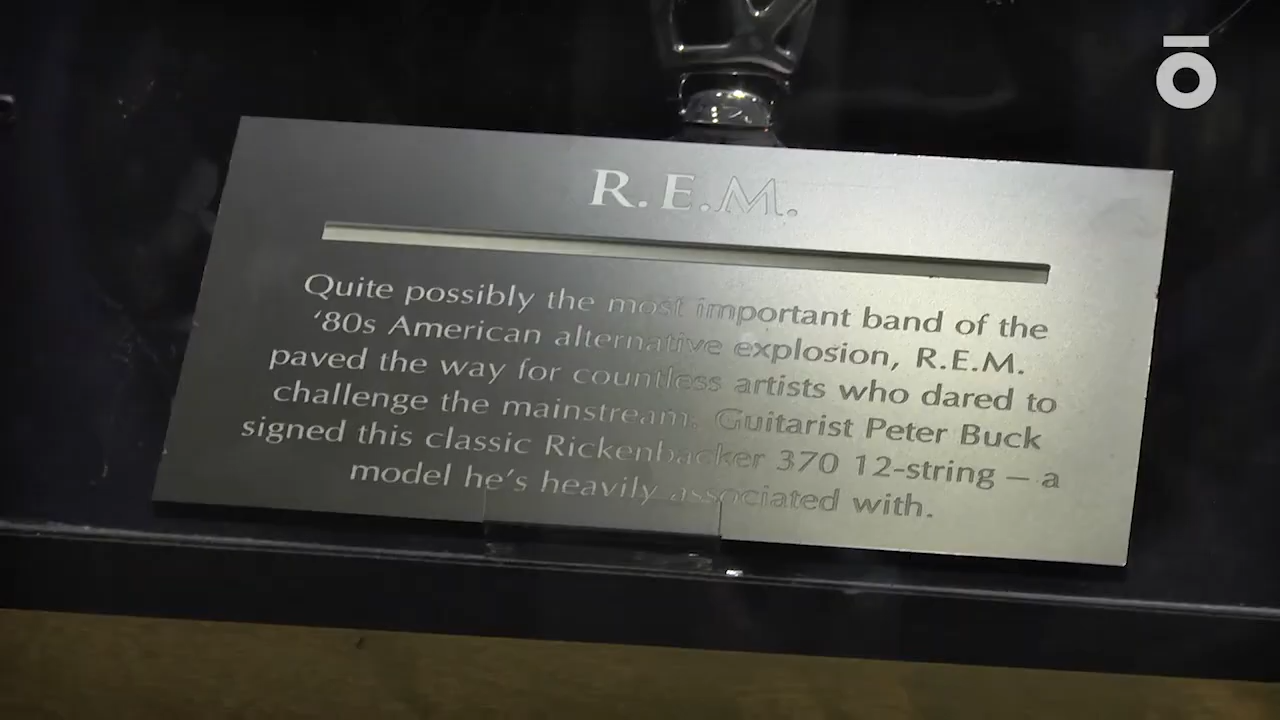 R.E.M.
Quite possibly the most important band of the
‘80s American alternative explosion, R.E.M.
paved the way for countless artists who dared to
challenge the mainstream. Guitarist Peter Buck
signed this classic Rickenbacker 370 12-string – a
model he’s heavily associated with.